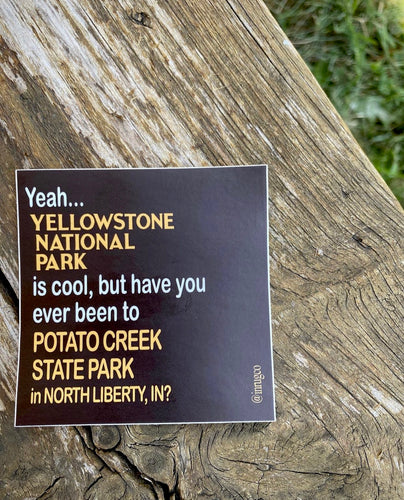 Yeah...
YELLOWSTONE
NATIONAL
PARK
is cool, but have you
ever been to
POTATO CREEK
STATE PARK
in NORTH LIBERTY, IN?